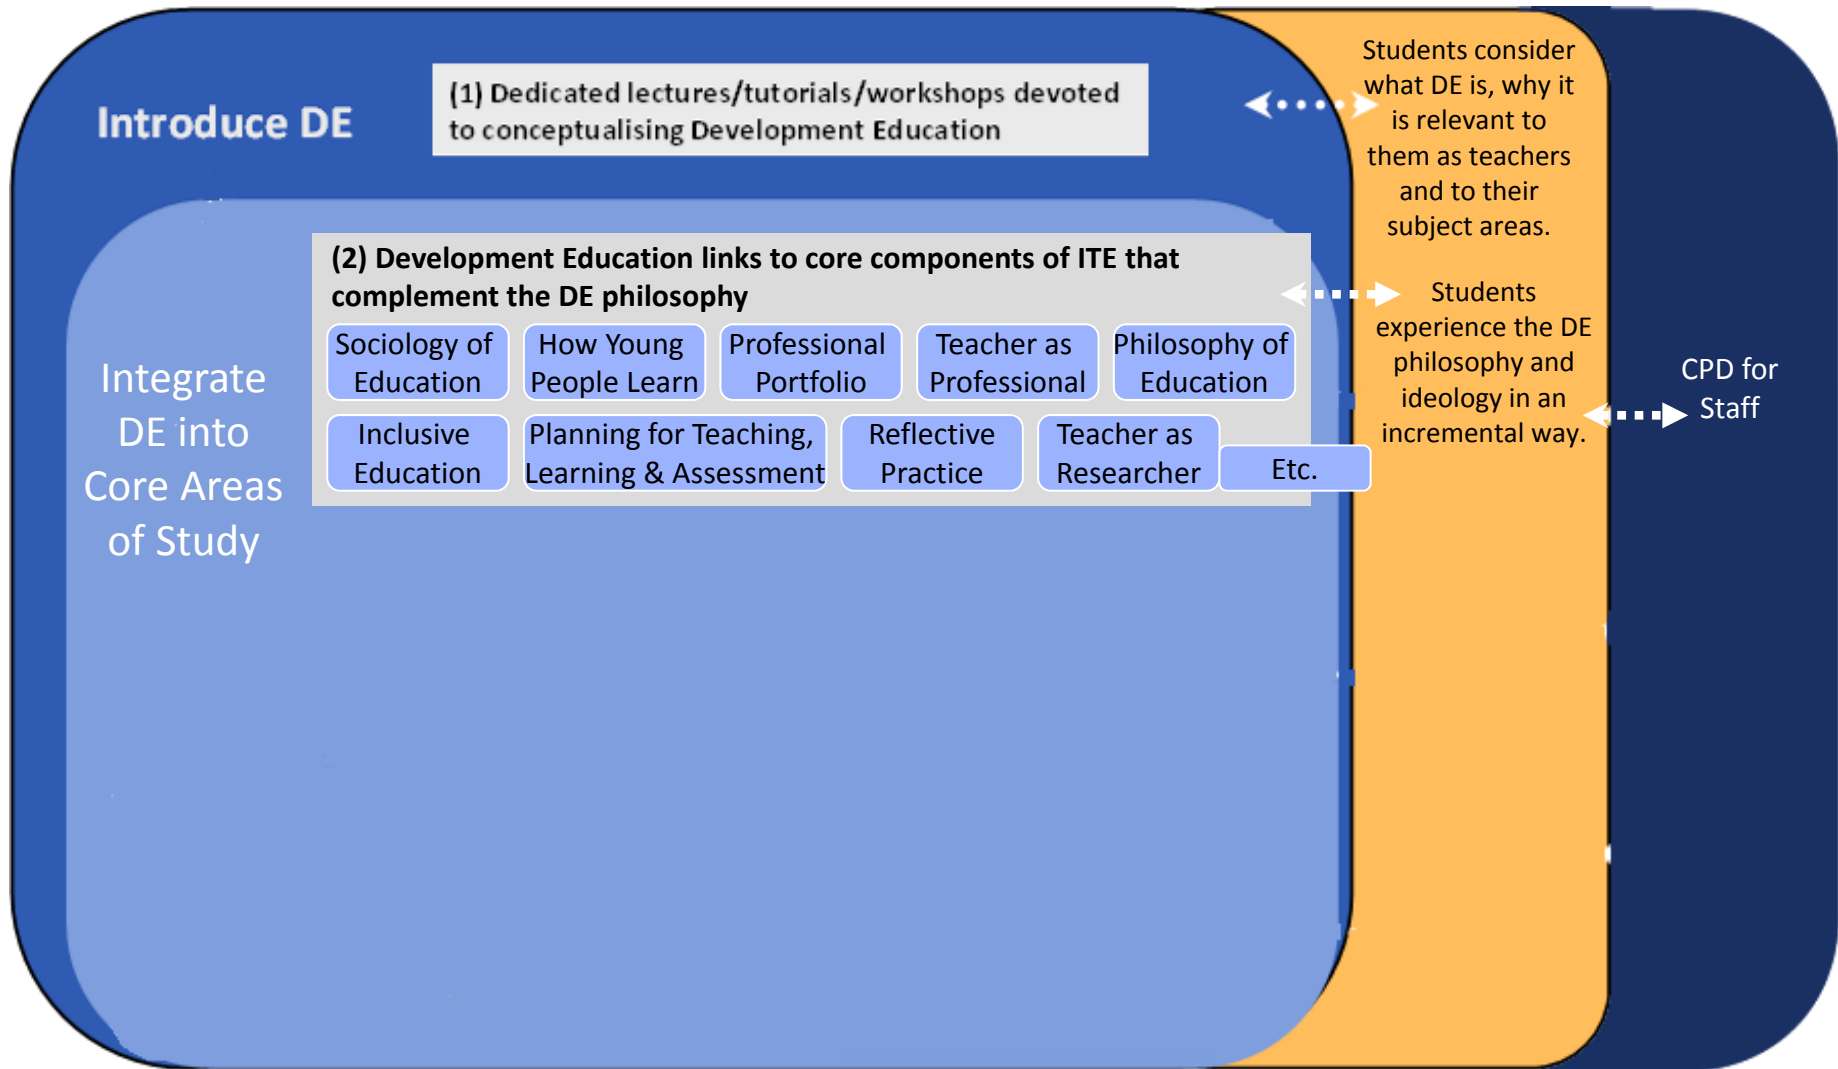 Introduce DE
(1) Dedicated lectures/tutorials/workshops devoted
to conceptualising Development Education
Students consider
what DE is, why it
is relevant to
them as teachers
and to their
subject areas.
(2) Development Education links to core components of ITE that
complement the DE philosophy
Sociology of
Education
How Young
People Learn
Professional
Portfolio
Teacher as
Professional
Philosophy of
Education
Inclusive
Education
Planning for Teaching,
Learning & Assessment
Reflective
Practice
Teacher as
Researcher
Etc.
Integrate
DE into
Core Areas
of Study
Students
experience the DE
philosophy and
ideology in an
incremental way.
CPD for
Staff